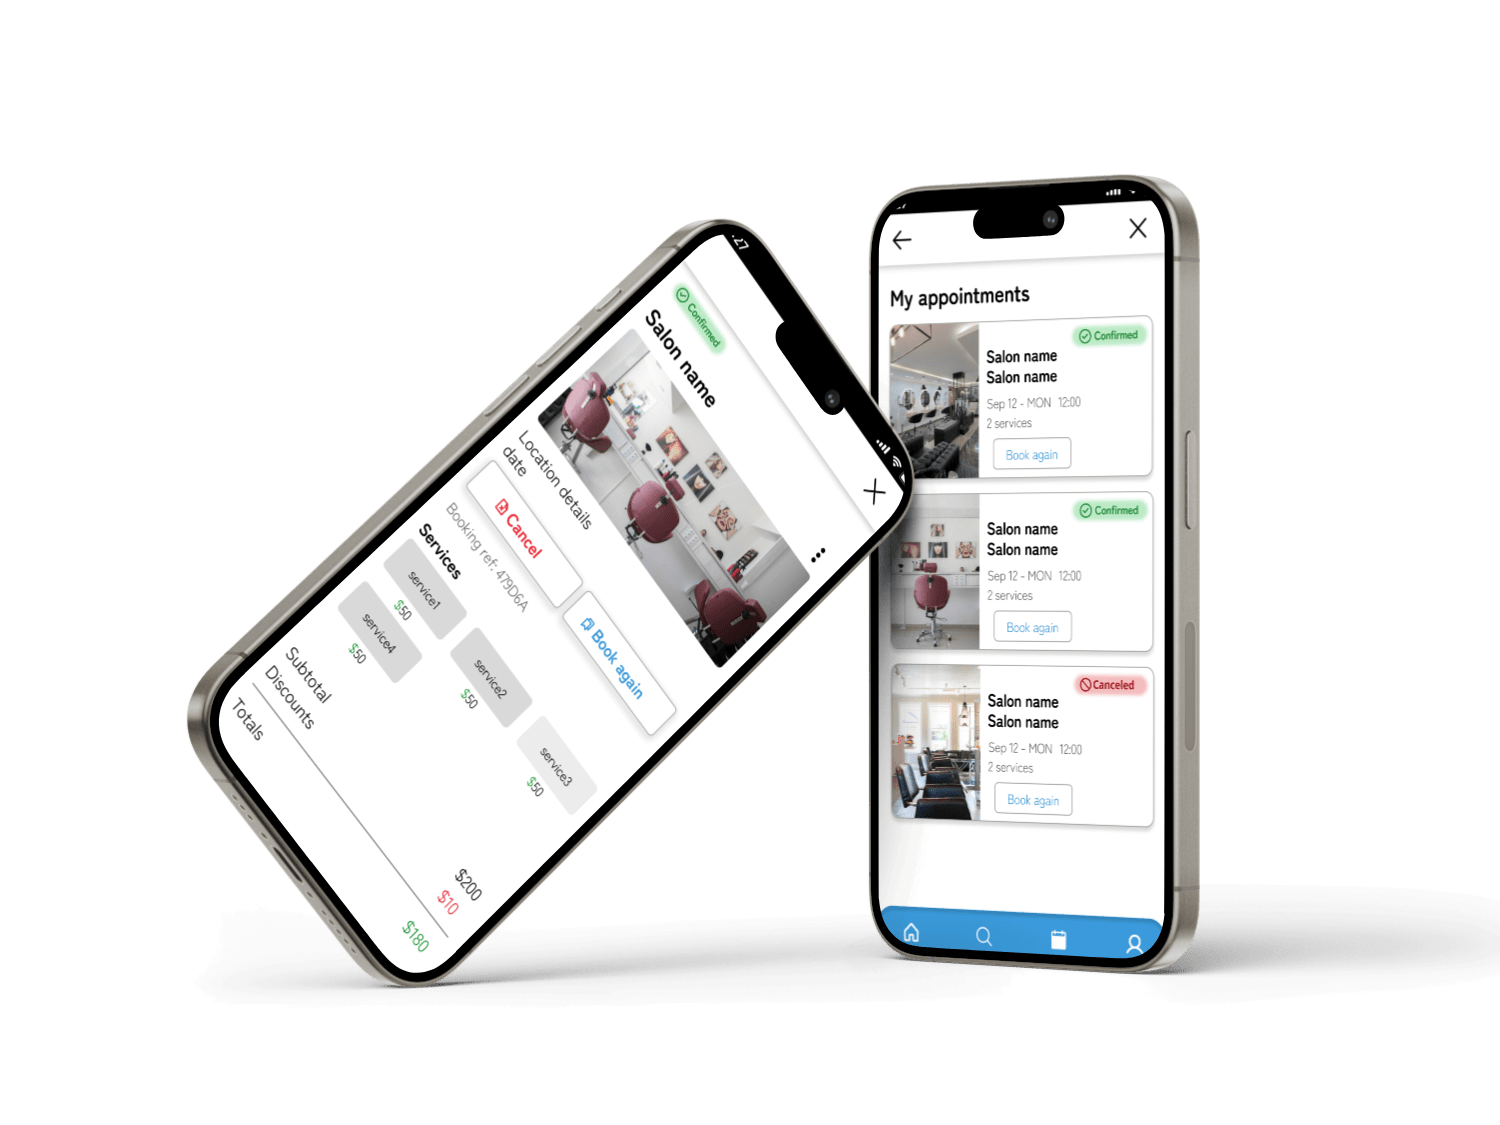 :27
Confirmed
Salon name
Location details
date
Cancel
Book again
Booking ref: 479D6A
Services
service1
$50
service2
$50
service3
$50
service4
$50
Subtotal $200
Discounts $10
Totals $180
My appointments
Confirmed
Salon name
Salon name
Sep 12 - MON 12:00
2 services
Book again
Confirmed
Salon name
Salon name
Sep 12 - MON 12:00
2 services
Book again
Canceled
Salon name
Salon name
Sep 12 - MON 12:00
2 services
Book again